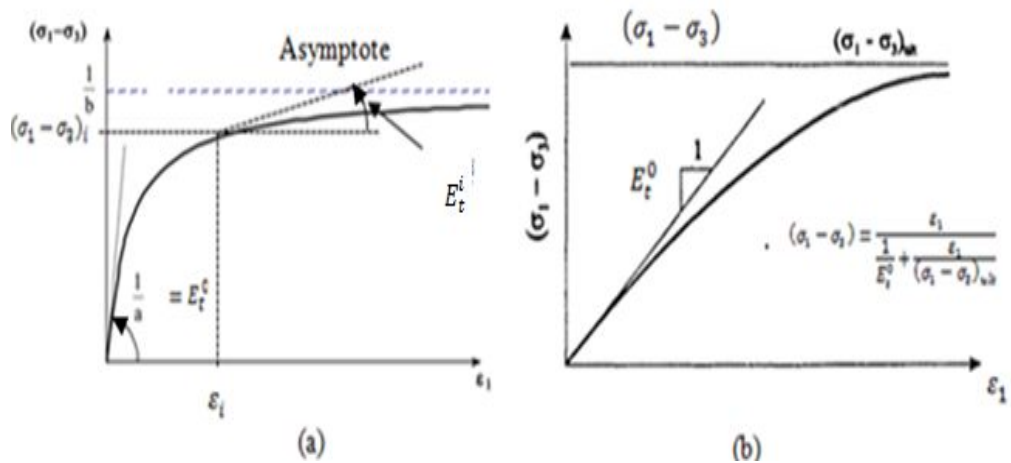 (σ₁−σ₃)
Asymptote
1/b
(σ₁ − σ₃)ᵢ
Eₜⁱ
1/a = Eₜ⁰
εᵢ
ε₁
(a)
(σ₁ − σ₃)
(σ₁ - σ₃)ult
(σ₁ − σ₃)
1
Eₜ⁰
(σ₁ − σ₃) = ε₁ / (1/Eₜ⁰ + ε₁/(σ₁ − σ₃)ult)
ε₁
(b)